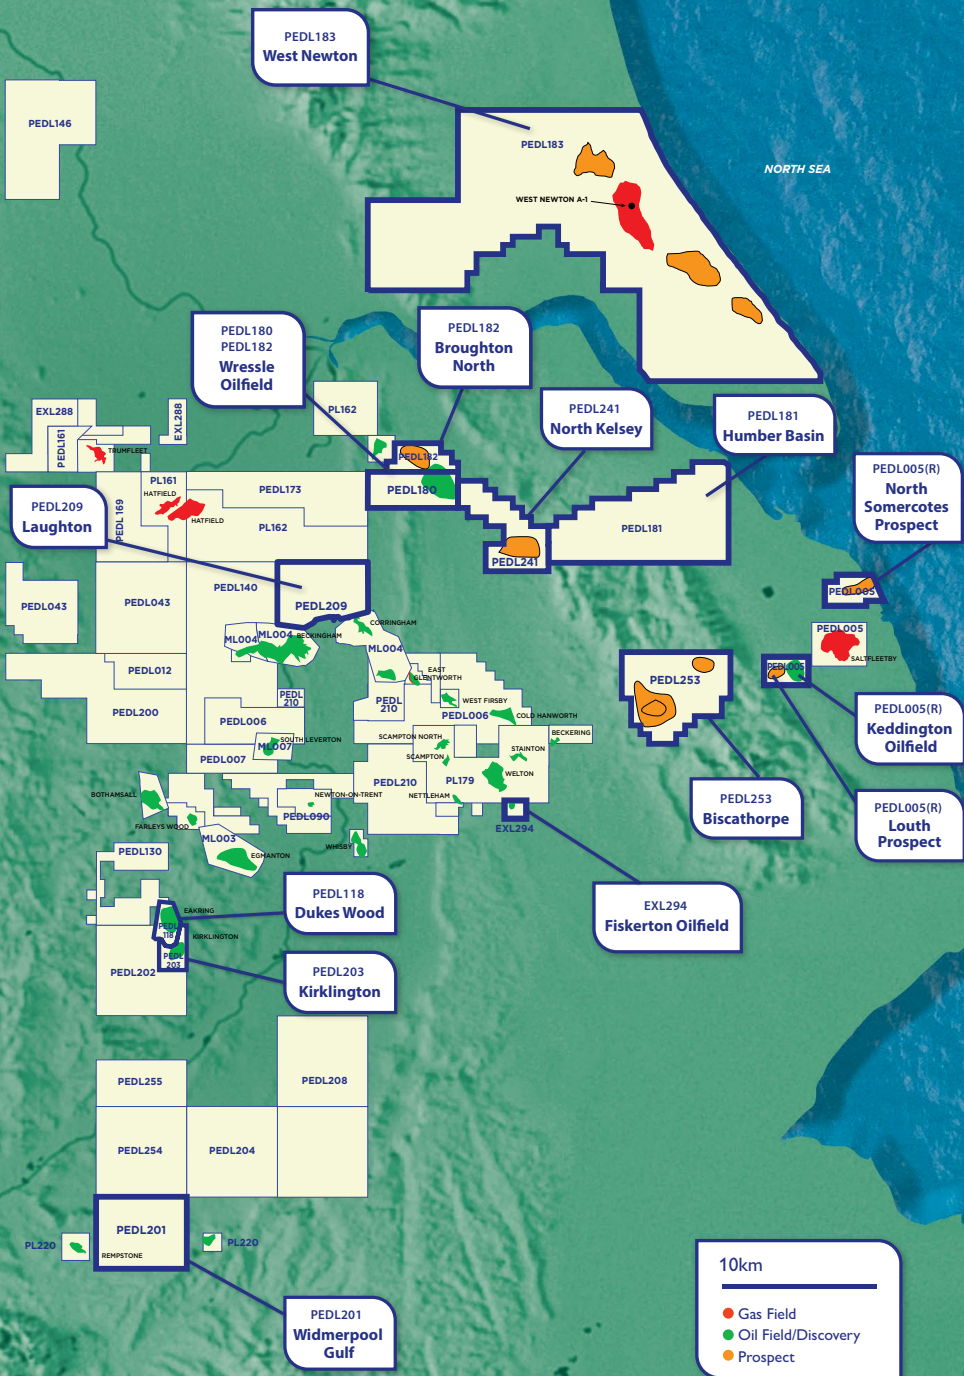 PEDL183
West Newton
PEDL146
PEDL183
NORTH SEA
WEST NEWTON A-1
PEDL180
PEDL182
Wressle
Oilfield
PEDL182
Broughton
North
PEDL241
North Kelsey
PEDL181
Humber Basin
PL162
EXL288
EXL288
PEDL161
TRUMFLEET
PEDL182
PEDL005(R)
North
Somercotes
Prospect
PL161
HATFIELD
HATFIELD
PEDL173
PEDL180
PEDL209
Laughton
PEDL 169
PL162
PEDL181
PEDL241
PEDL140
PEDL043
PEDL043
PEDL209
PEDL005
CORRINGHAM
ML004
ML004
BECKINGHAM
ML004
PEDL005
SALTFLEETBY
PEDL012
EAST
GLENTWORTH
PEDL253
PEDL005
PEDL
210
PEDL
210
WEST FIRSBY
PEDL200
PEDL006
PEDL006
COLD HANWORTH
PEDL005(R)
Keddington
Oilfield
SOUTH LEVERTON
ML007
SCAMPTON NORTH
BECKERING
PEDL007
SCAMPTON
STAINTON
WELTON
PEDL210
PL179
BOTHAMSALL
NEWTON-ON-TRENT
NETTLEHAM
PEDL253
Biscathorpe
PEDL005(R)
Louth
Prospect
PEDL090
FARLEYS WOOD
EXL294
ML003
WHISBY
PEDL130
EGMANTON
PEDL118
Dukes Wood
EXL294
Fiskerton Oilfield
EAKRING
PEDL
118
KIRKLINGTON
PEDL
203
PEDL202
PEDL203
Kirklington
PEDL255
PEDL208
PEDL254
PEDL204
PEDL201
PL220
REMPSTONE
PL220
10km
Gas Field
Oil Field/Discovery
Prospect
PEDL201
Widmerpool
Gulf